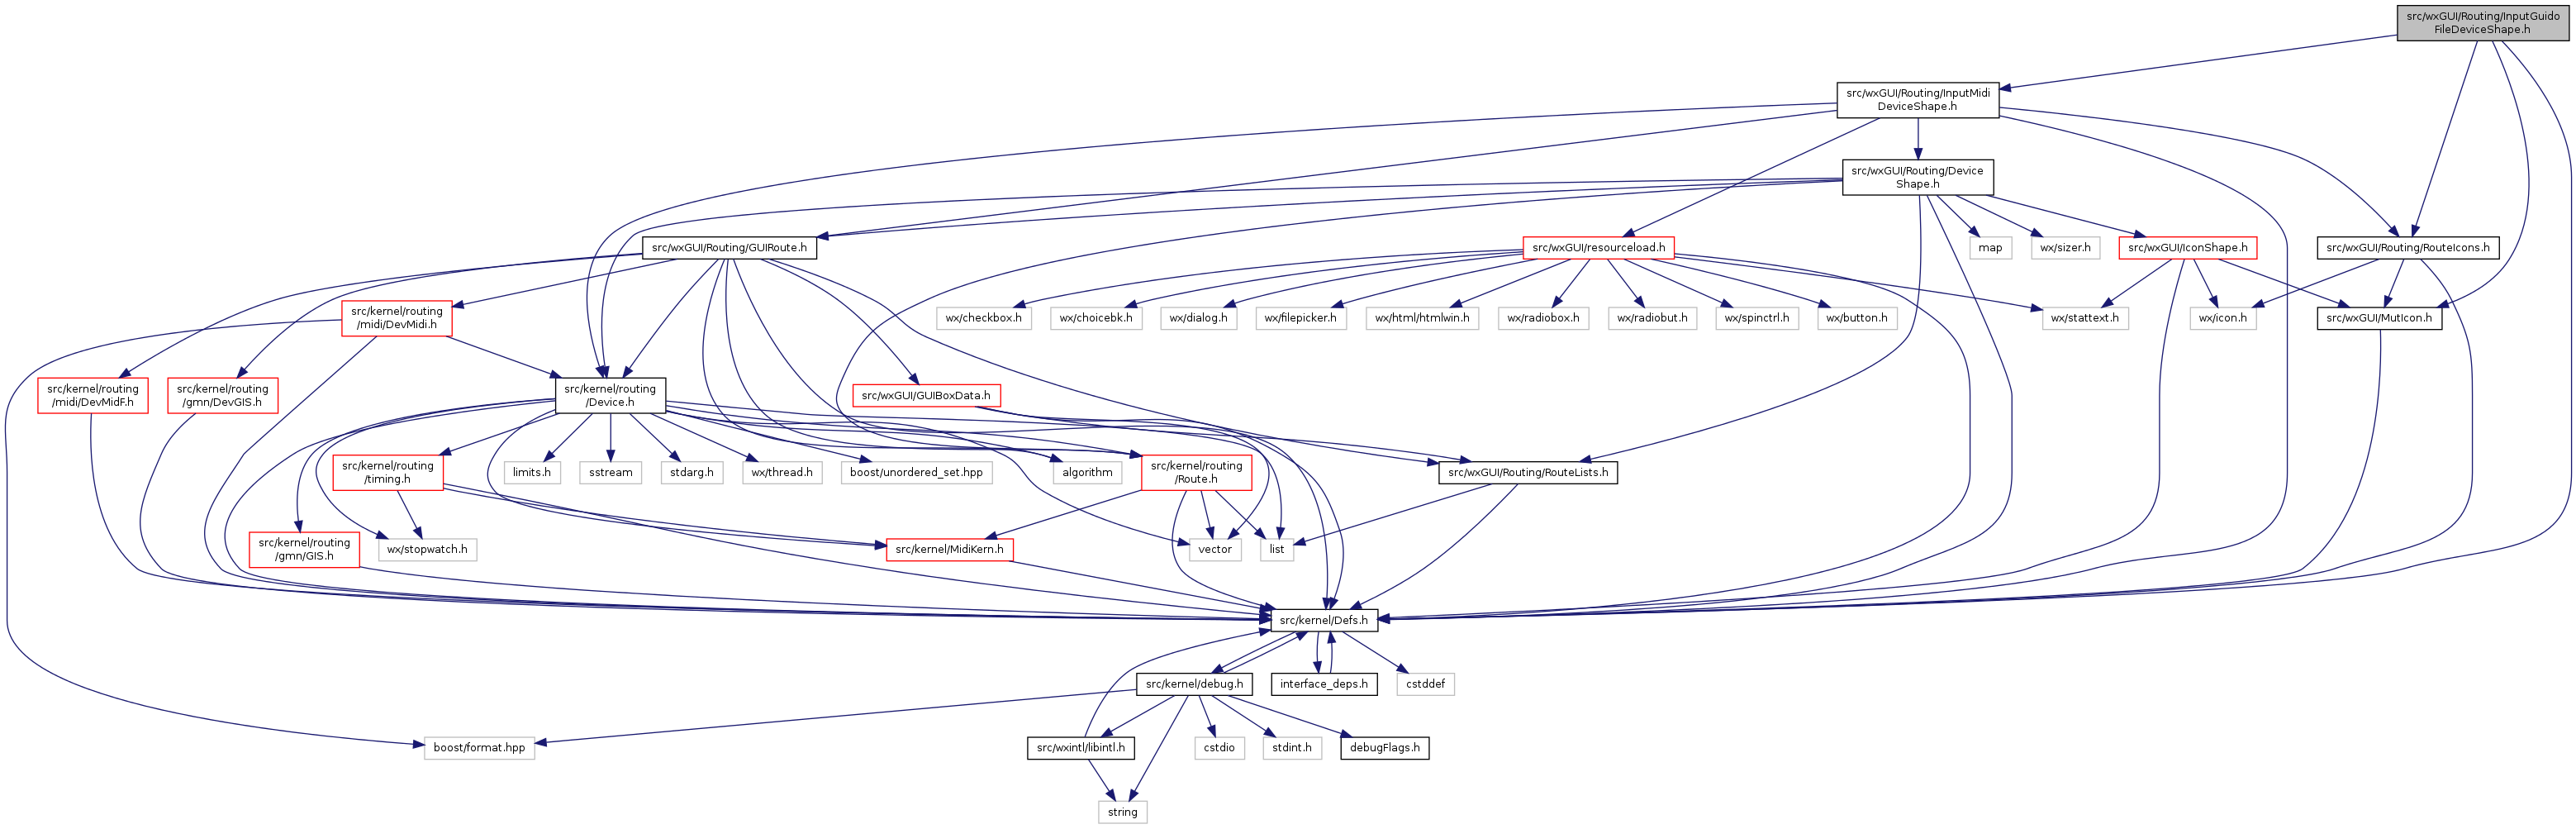 src/wxGUI/Routing/InputGuido
FileDeviceShape.h
src/wxGUI/Routing/InputMidi
DeviceShape.h
src/wxGUI/Routing/Device
Shape.h
src/wxGUI/Routing/GUIRoute.h
src/wxGUI/resourceload.h
map
wx/sizer.h
src/wxGUI/IconShape.h
src/wxGUI/Routing/RouteIcons.h
src/kernel/routing
/midi/DevMidi.h
wx/checkbox.h
wx/choicebk.h
wx/dialog.h
wx/filepicker.h
wx/html/htmlwin.h
wx/radiobox.h
wx/radiobut.h
wx/spinctrl.h
wx/button.h
wx/stattext.h
wx/icon.h
src/wxGUI/MutIcon.h
src/kernel/routing
/midi/DevMidF.h
src/kernel/routing
/gmn/DevGIS.h
src/kernel/routing
/Device.h
src/wxGUI/GUIBoxData.h
src/kernel/routing
/timing.h
limits.h
sstream
stdarg.h
wx/thread.h
boost/unordered_set.hpp
algorithm
src/kernel/routing
/Route.h
src/wxGUI/Routing/RouteLists.h
src/kernel/routing
/gmn/GIS.h
wx/stopwatch.h
src/kernel/MidiKern.h
vector
list
src/kernel/Defs.h
src/kernel/debug.h
interface_deps.h
cstddef
boost/format.hpp
src/wxintl/libintl.h
cstdio
stdint.h
debugFlags.h
string